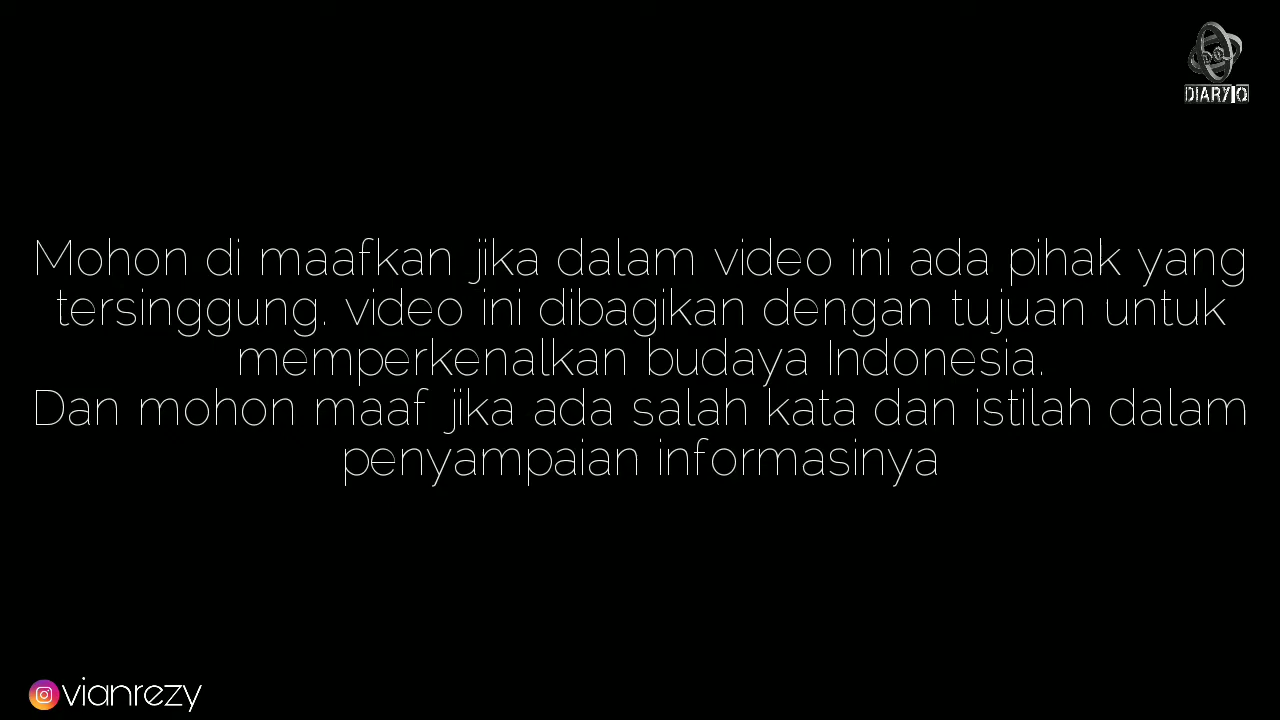 DQ
DIARYQ
Mohon di maafkan jika dalam video ini ada pihak yang
tersinggung. video ini dibagikan dengan tujuan untuk
memperkenalkan budaya Indonesia.
Dan mohon maaf jika ada salah kata dan istilah dalam
penyampaian informasinya
vianrezy